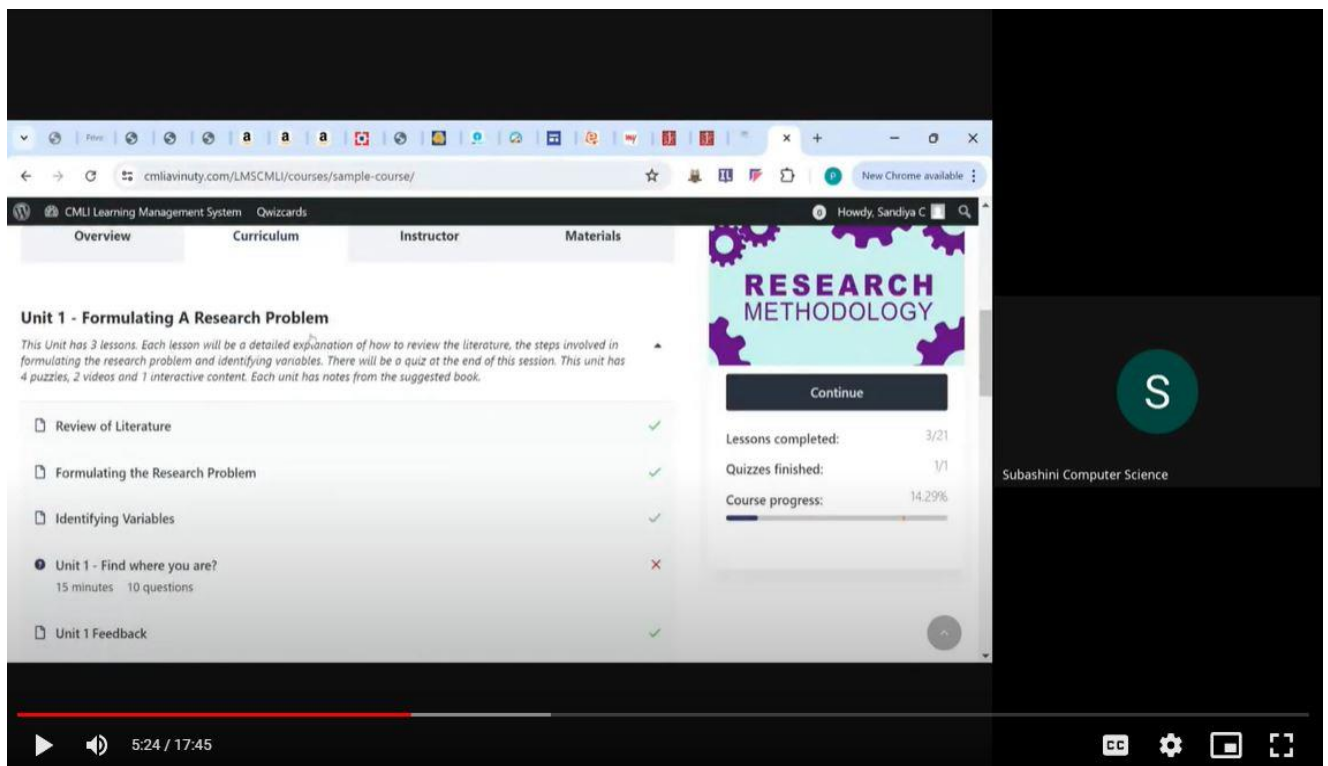 New Chrome available
cmliavinuty.com/LMSCMLI/courses/sample-course/
CMLI Learning Management System Qwizcards
0 Howdy, Sandiya C
Overview Curriculum Instructor Materials
Unit 1 - Formulating A Research Problem
This Unit has 3 lessons. Each lesson will be a detailed explanation of how to review the literature, the steps involved in
formulating the research problem and identifying variables. There will be a quiz at the end of this session. This unit has
4 puzzles, 2 videos and 1 interactive content. Each unit has notes from the suggested book.
Review of Literature
Formulating the Research Problem
Identifying Variables
Unit 1 - Find where you are?
15 minutes 10 questions
Unit 1 Feedback
RESEARCH
METHODOLOGY
Continue
Lessons completed: 3/21
Quizzes finished: 1/1
Course progress: 14.29%
S
Subashini Computer Science
5:24 / 17:45
CC